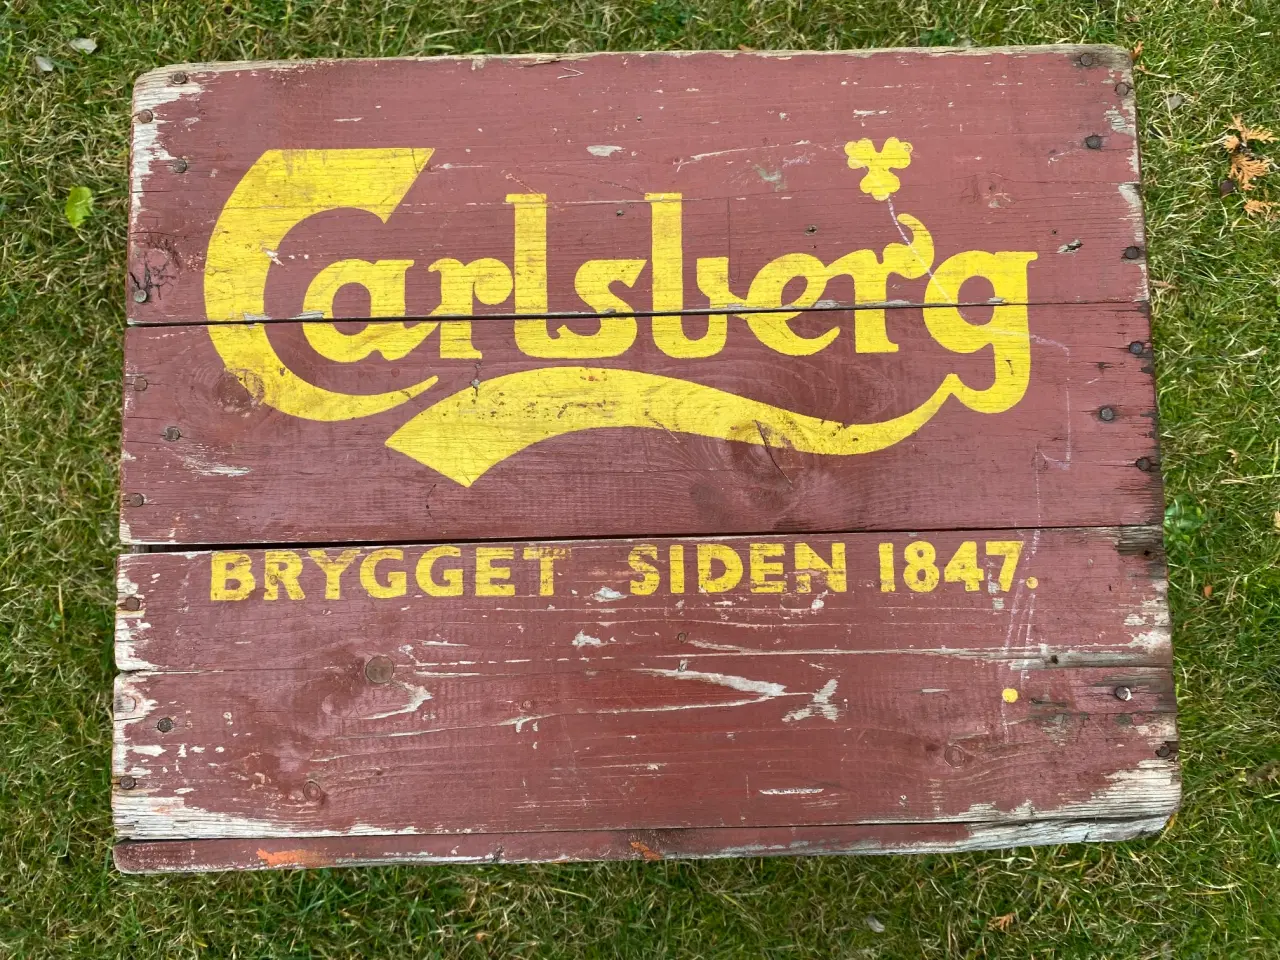 Carlsberg
BRYGGET SIDEN 1847.